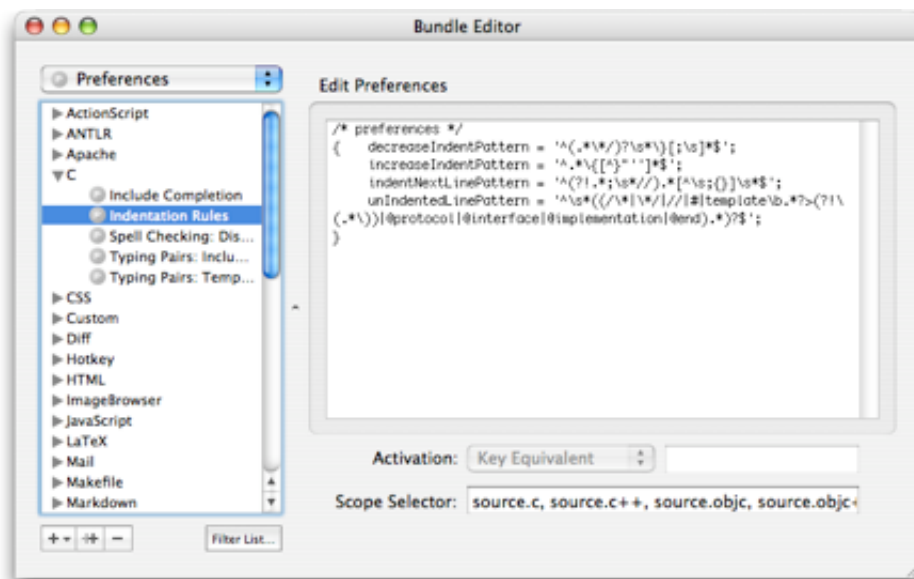 Bundle Editor
Preferences
ActionScript
ANTLR
Apache
C
Include Completion
Indentation Rules
Spell Checking: Dis...
Typing Pairs: Inclu...
Typing Pairs: Temp...
CSS
Custom
Diff
Hotkey
HTML
ImageBrowser
JavaScript
LaTeX
Mail
Makefile
Markdown
Filter List...
Edit Preferences
/* preferences */
{   decreaseIndentPattern = '^(.*\*/)?\s*\}[;\s]*$';
    increaseIndentPattern = '^.*\{[^}"'']*$';
    indentNextLinePattern = '^(?!.*;\s*//).*[^\s;{}]\s*$';
    unIndentedLinePattern = '^\s*((/\*|\*/|//|#|template\b.*?>(?!\
(.*\))|@protocol|@interface|@implementation|@end).*)?$';
}
Activation:
Key Equivalent
Scope Selector:
source.c, source.c++, source.objc, source.objc+